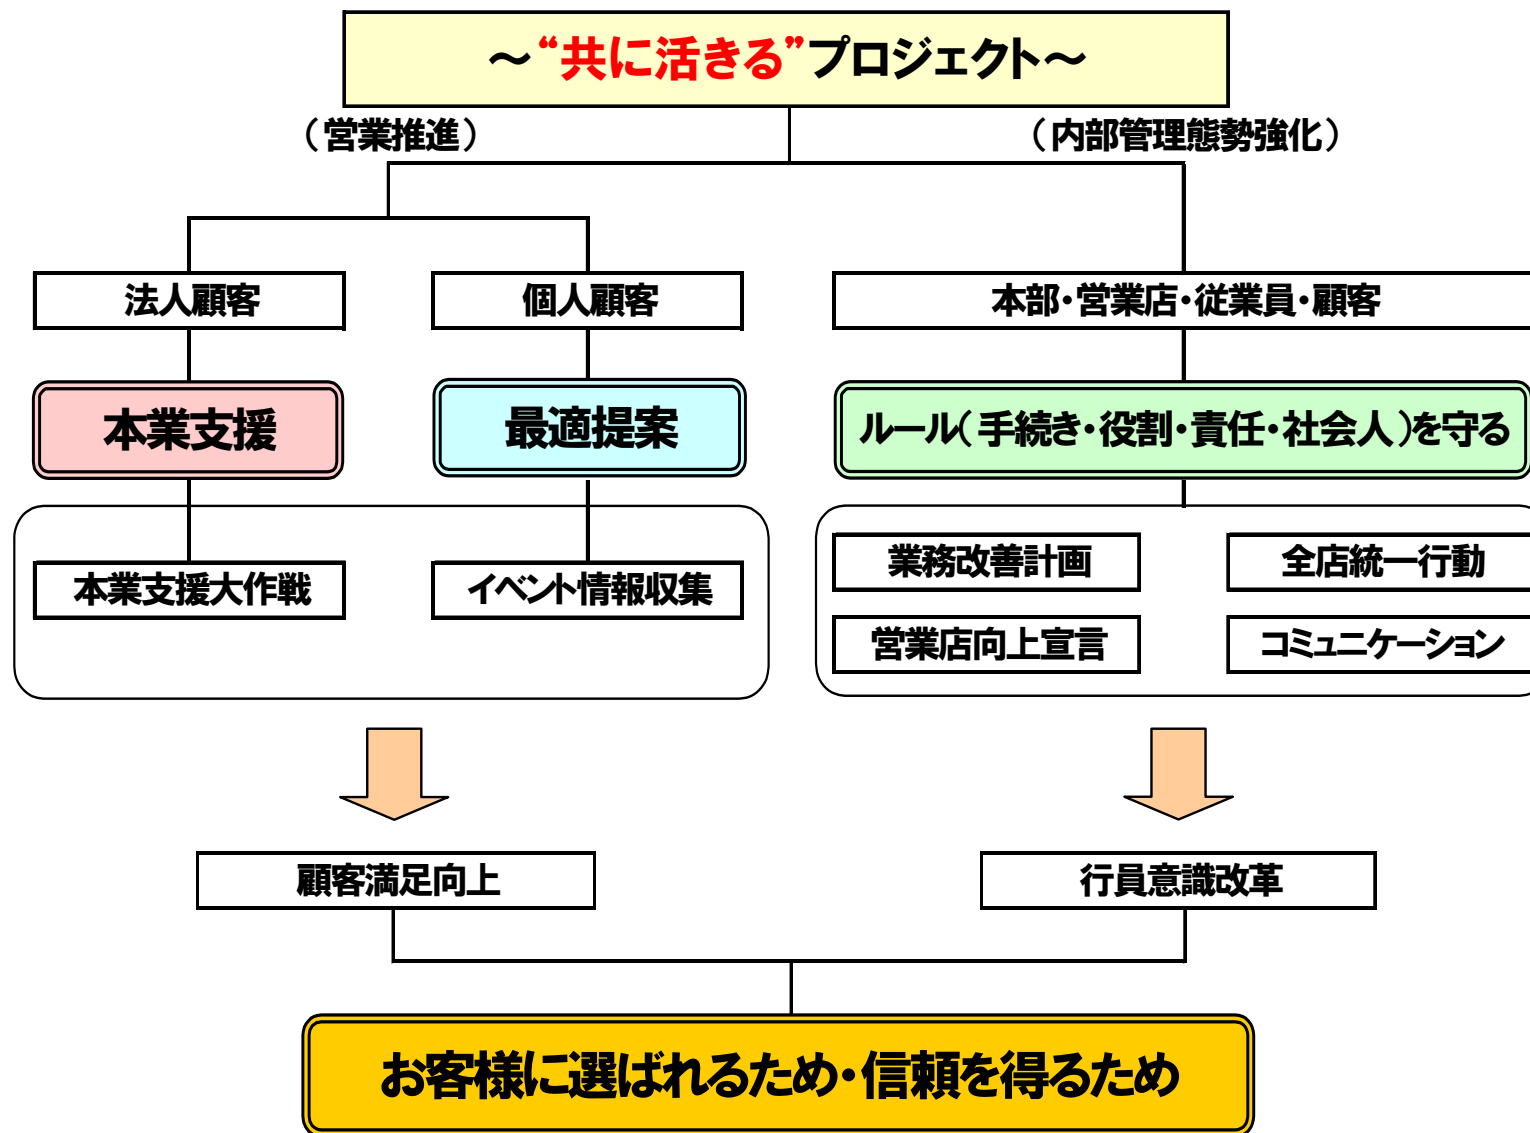 ～“共に活きる”プロジェクト～
（営業推進）
（内部管理態勢強化）
法人顧客
個人顧客
本部・営業店・従業員・顧客
本業支援
最適提案
ルール（手続き・役割・責任・社会人）を守る
本業支援大作戦
イベント情報収集
業務改善計画
全店統一行動
営業店向上宣言
コミュニケーション
顧客満足向上
行員意識改革
お客様に選ばれるため・信頼を得るため